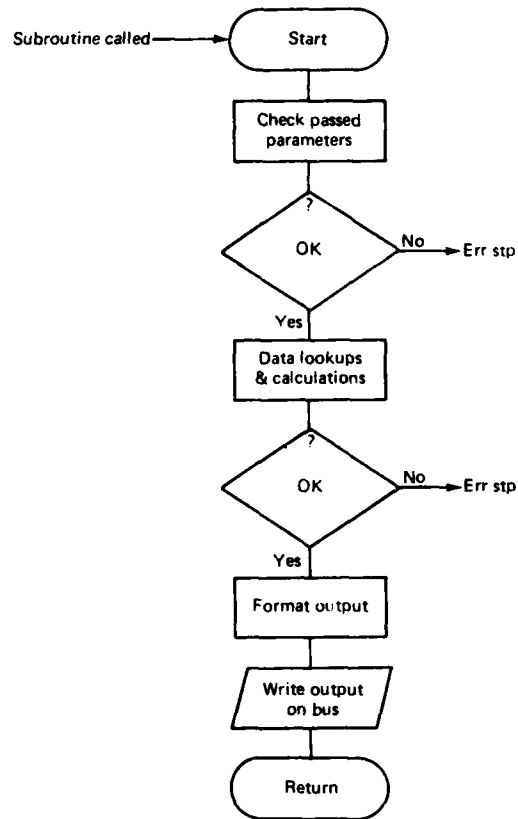 Subroutine called
Start
Check passed
parameters
?
OK
No
Err stp
Yes
Data lookups
& calculations
?
OK
No
Err stp
Yes
Format output
Write output
on bus
Return